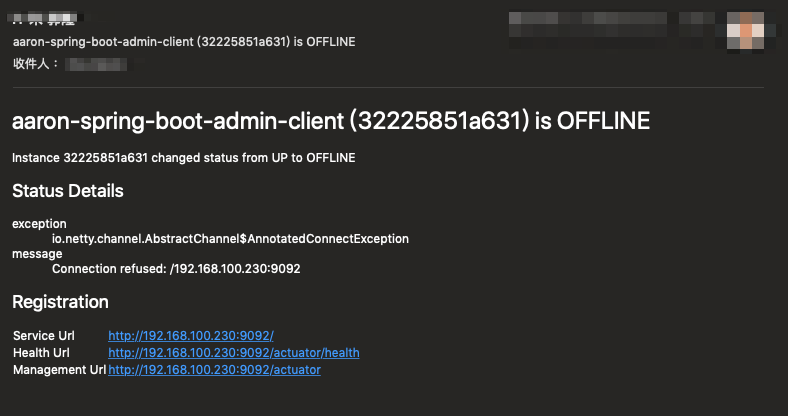 aaron-spring-boot-admin-client (32225851a631) is OFFLINE
收件人：
aaron-spring-boot-admin-client (32225851a631) is OFFLINE
Instance 32225851a631 changed status from UP to OFFLINE
Status Details
exception
io.netty.channel.AbstractChannel$AnnotatedConnectException
message
Connection refused: /192.168.100.230:9092
Registration
Service Url http://192.168.100.230:9092/
Health Url http://192.168.100.230:9092/actuator/health
Management Url http://192.168.100.230:9092/actuator